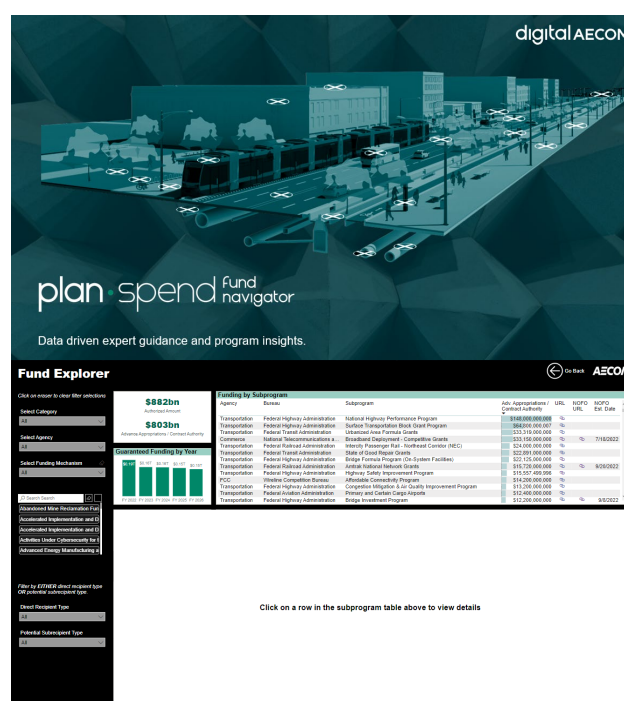 digital AECOM
plan·spend fund navigator
Data driven expert guidance and program insights.
Fund Explorer
Go Back AECOM
Click on eraser to clear filter selections
Select Category
All
Select Agency
All
Select Funding Mechanism
All
Search Search
Abandoned Mine Reclamation Fun
Accelerated Implementation and D
Accelerated Implementation and D
Activities Under Cybersecurity for
Advanced Energy Manufacturing a
Filter by EITHER direct recipient type
OR potential subrecipient type.
Direct Recipient Type
All
Potential Subrecipient Type
All
$882bn
Authorized Amount
$803bn
Advance Appropriations / Contract Authority
Guaranteed Funding by Year
FY 2022 FY 2023 FY 2024 FY 2025 FY 2026
Funding by Subprogram
Agency Bureau Subprogram Adv. Appropriations / Contract Authority URL NOFO URL NOFO Est. Date
Transportation Federal Highway Administration National Highway Performance Program $148,000,000,000
Transportation Federal Highway Administration Surface Transportation Block Grant Program $64,800,000,007
Transportation Federal Transit Administration Urbanized Area Formula Grants $33,319,000,000
Commerce National Telecommunications a... Broadband Deployment - Competitive Grants $33,150,000,000 7/18/2022
Transportation Federal Railroad Administration Intercity Passenger Rail - Northeast Corridor (NEC) $24,000,000,000
Transportation Federal Transit Administration State of Good Repair Grants $22,891,000,000
Transportation Federal Highway Administration Bridge Formula Program (On-System Facilities) $22,125,000,000
Transportation Federal Railroad Administration Amtrak National Network Grants $15,720,000,000 9/20/2022
Transportation Federal Highway Administration Highway Safety Improvement Program $15,557,499,996
FCC Wireline Competition Bureau Affordable Connectivity Program $14,200,000,000
Transportation Federal Highway Administration Congestion Mitigation & Air Quality Improvement Program $13,200,000,000
Transportation Federal Aviation Administration Primary and Certain Cargo Airports $12,400,000,000
Transportation Federal Highway Administration Bridge Investment Program $12,200,000,000 9/8/2022
Click on a row in the subprogram table above to view details